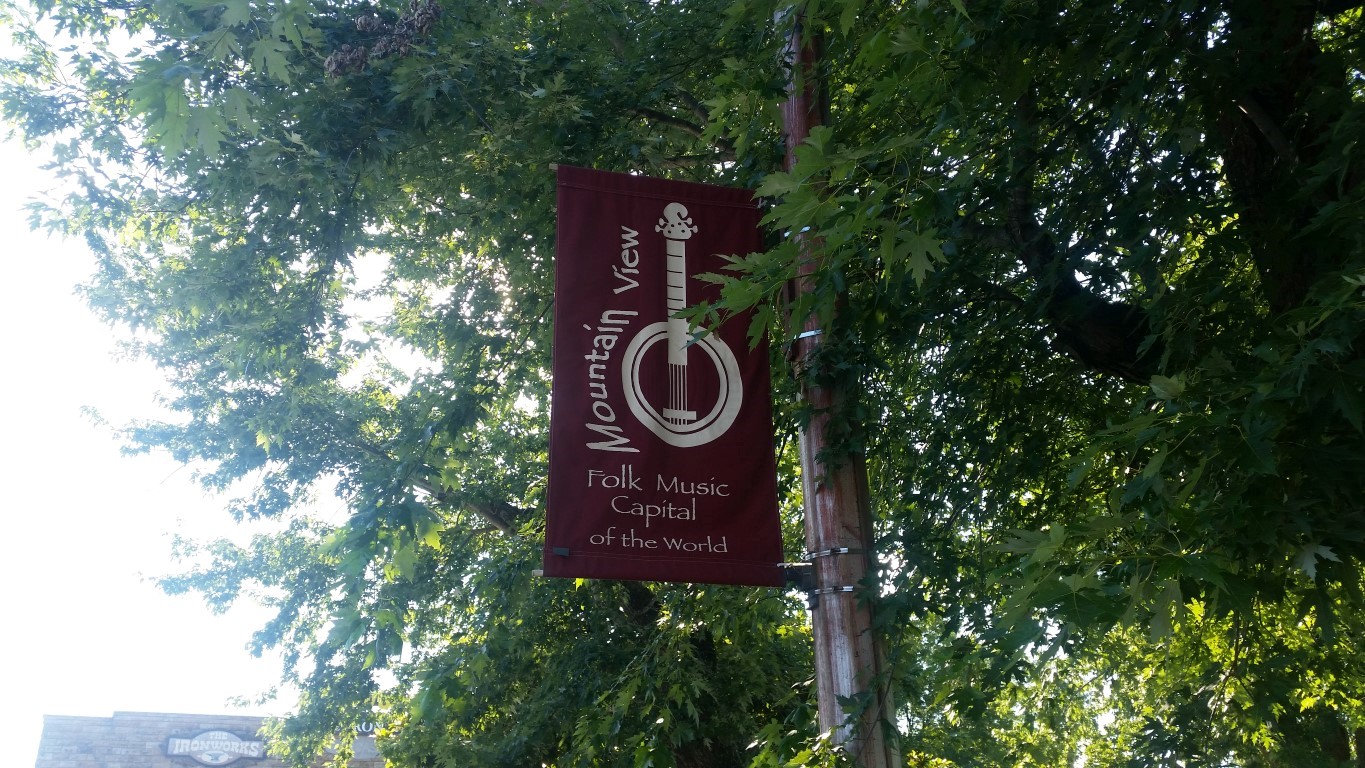 Mountain View
Folk Music
Capital
of the World
THE
IRONWORKS